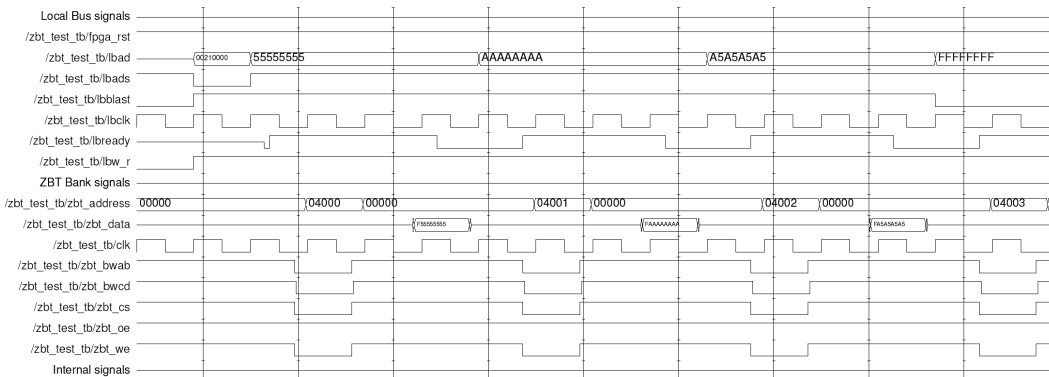 Local Bus signals
/zbt_test_tb/fpga_rst
/zbt_test_tb/lbad 00210000 55555555 AAAAAAAA A5A5A5A5 FFFFFFFF
/zbt_test_tb/lbads
/zbt_test_tb/lbblast
/zbt_test_tb/lbclk
/zbt_test_tb/lbready
/zbt_test_tb/lbw_r
ZBT Bank signals
/zbt_test_tb/zbt_address 00000 04000 00000 04001 000000 04002 00000 04003
/zbt_test_tb/zbt_data F55555555 FAAAAAAAA FA5A5A5A5
/zbt_test_tb/clk
/zbt_test_tb/zbt_bwab
/zbt_test_tb/zbt_bwcd
/zbt_test_tb/zbt_cs
/zbt_test_tb/zbt_oe
/zbt_test_tb/zbt_we
Internal signals